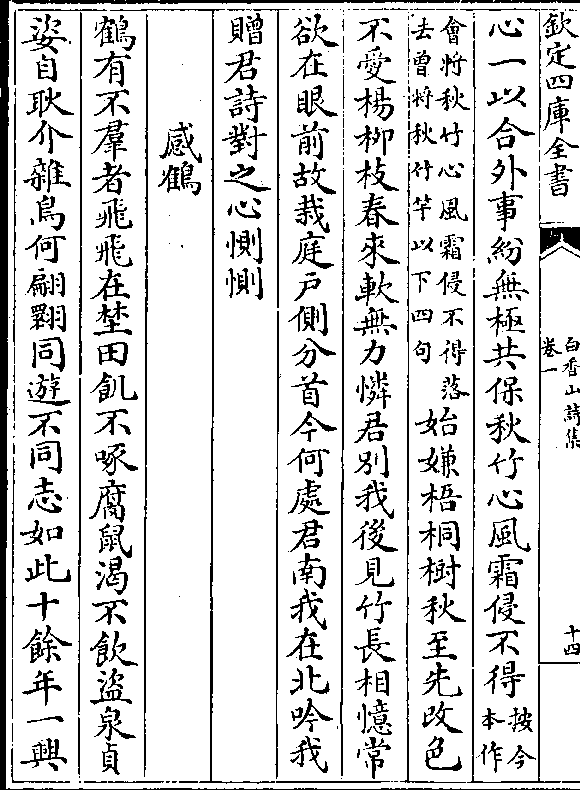 欽定四庫全書
白香山詩集
卷一
十四
心一以合外事紛無極共保秋竹心風霜侵不得按今本作
會將秋竹心風霜侵不得落
去曾將秋竹竿以下四句
始嫌梧桐樹秋至先改色
不愛楊柳枝春來軟無力憐君別我後見竹長相憶常
欲在眼前故栽庭戶側分首今何處君南我在北吟我
贈君詩對之心惻惻
感鶴
鶴有不羣者飛飛在埜田飢不啄腐鼠渴不飲盜泉貞
姿自耿介雜鳥何翩翾同遊不同志如此十餘年一興